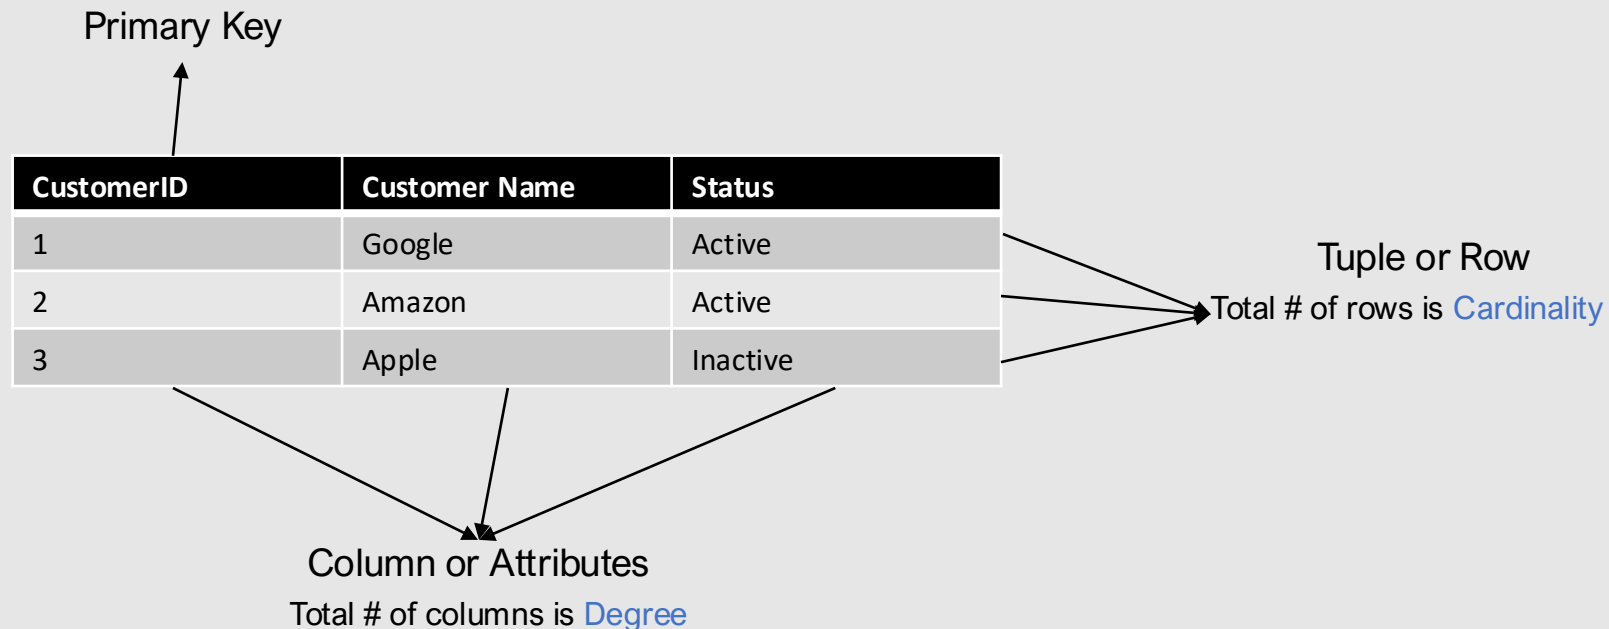 Primary Key
CustomerID Customer Name Status
1 Google Active
2 Amazon Active
3 Apple Inactive
Tuple or Row
Total # of rows is Cardinality
Column or Attributes
Total # of columns is Degree